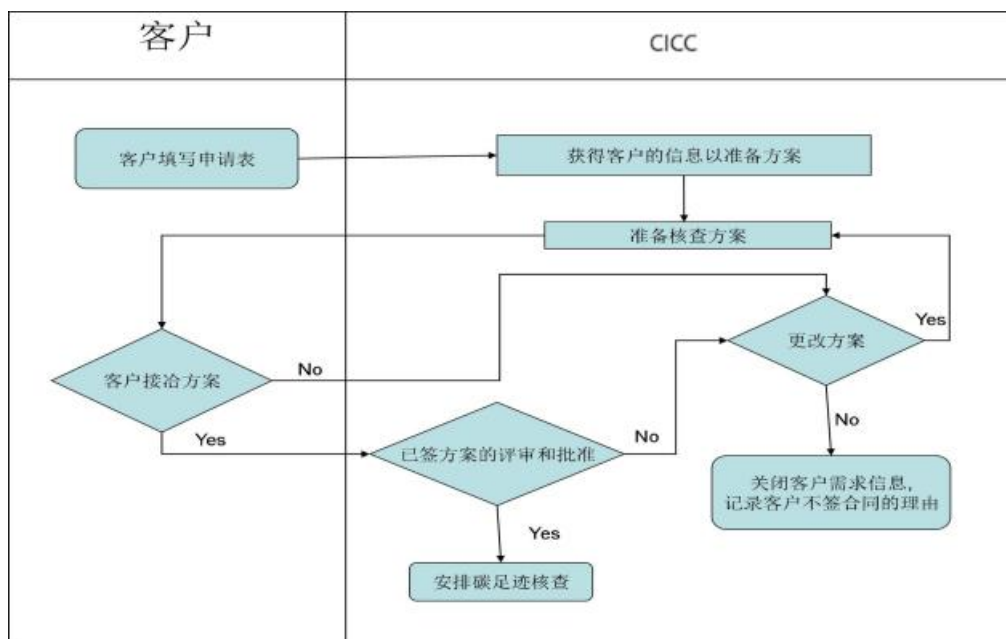 客户
CICC
客户填写申请表
获得客户的信息以准备方案
准备核查方案
更改方案
Yes
客户接洽方案
No
No
Yes
已签方案的评审和批准
No
关闭客户需求信息，
记录客户不签合同的理由
Yes
安排碳足迹核查